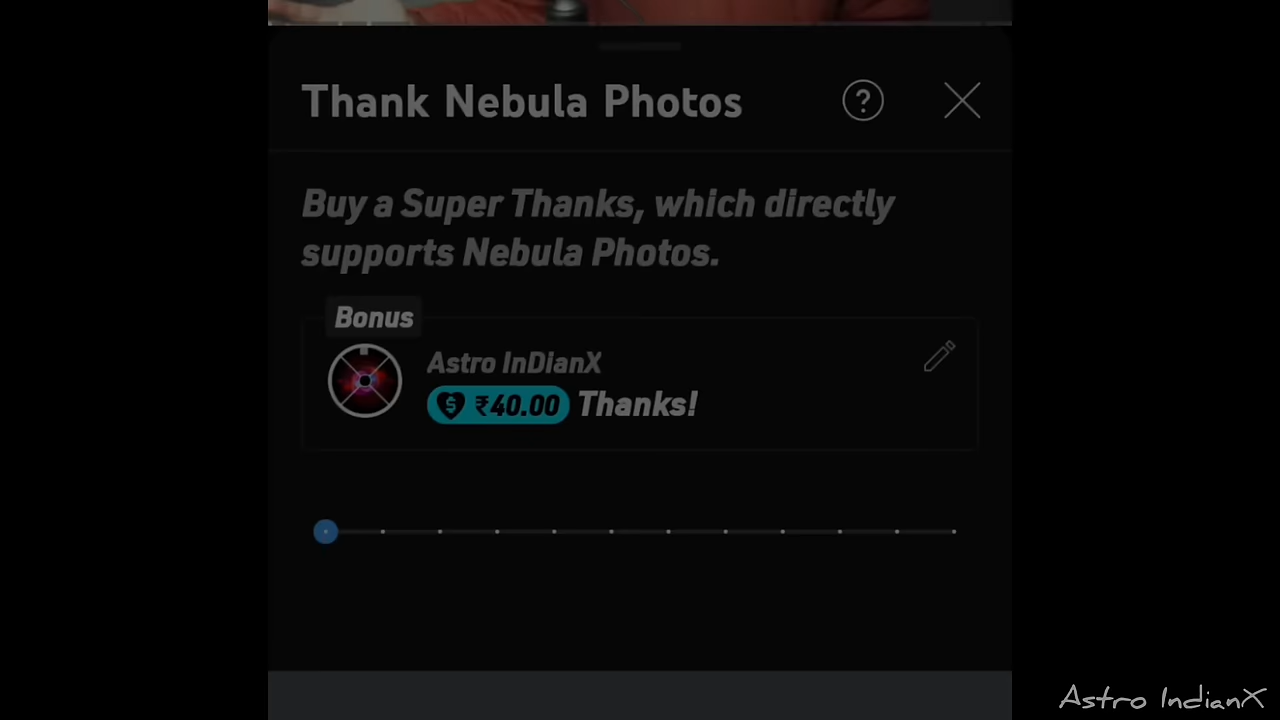 Thank Nebula Photos
Buy a Super Thanks, which directly
supports Nebula Photos.
Bonus
Astro InDianX
₹40.00 Thanks!
Astro IndianX